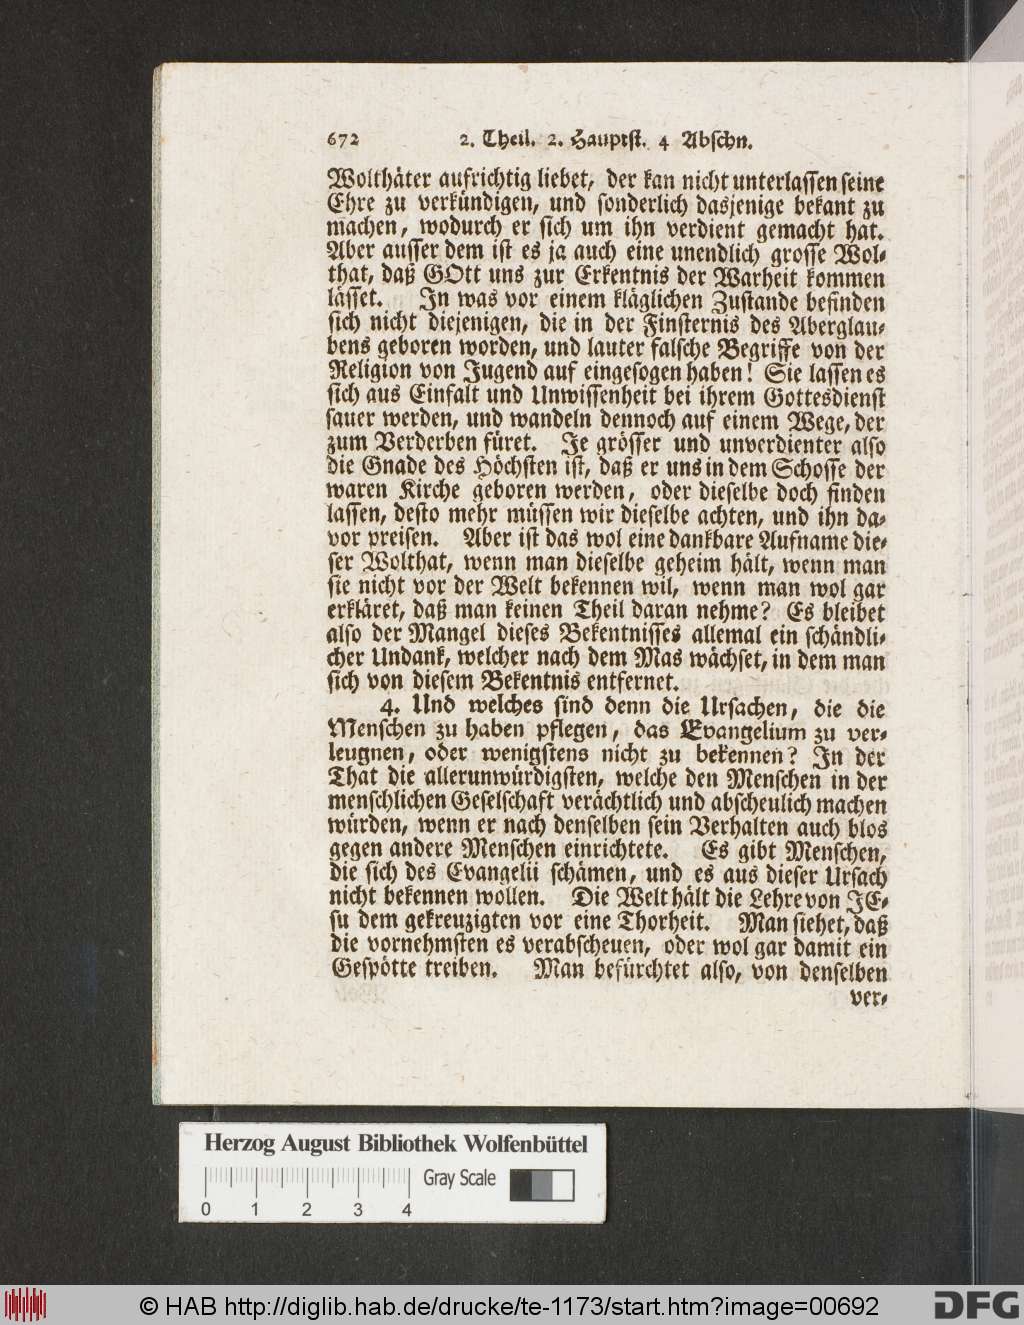 672 2. Theil. 2. Hauptst. 4 Abschn.
Wolthäter aufrichtig liebet, der kan nicht unterlassen seine
Ehre zu verkündigen, und sonderlich dasjenige bekant zu
machen, wodurch er sich um ihn verdient gemacht hat.
Aber ausser dem ist es ja auch eine unendlich grosse Wol-
that, daß GOtt uns zur Erkentnis der Warheit kommen
lässet. In was vor einem kläglichen Zustande befinden
sich nicht diejenigen, die in der Finsternis des Aberglau-
bens geboren worden, und lauter falsche Begriffe von der
Religion von Jugend auf eingesogen haben! Sie lassen es
sich aus Einfalt und Unwissenheit bei ihrem Gottesdienst
sauer werden, und wandeln dennoch auf einem Wege, der
zum Verderben füret. Je grösser und unverdienter also
die Gnade des Höchsten ist, daß er uns in dem Schosse der
waren Kirche geboren werden, oder dieselbe doch finden
lassen, desto mehr müssen wir dieselbe achten, und ihn da-
vor preisen. Aber ist das wol eine dankbare Aufname die-
ser Wolthat, wenn man dieselbe geheim hält, wenn man
sie nicht vor der Welt bekennen wil, wenn man wol gar
erkläret, daß man keinen Theil daran nehme? Es bleibet
also der Mangel dieses Bekentnisses allemal ein schändli-
cher Undank, welcher nach dem Mas wächset, in dem man
sich von diesem Bekentnis entfernet.
4. Und welches sind denn die Ursachen, die die
Menschen zu haben pflegen, das Evangelium zu ver-
leugnen, oder wenigstens nicht zu bekennen? In der
That die allerunwürdigsten, welche den Menschen in der
menschlichen Geselschaft verächtlich und abscheulich machen
würden, wenn er nach denselben sein Verhalten auch blos
gegen andere Menschen einrichtete. Es gibt Menschen,
die sich des Evangelii schämen, und es aus dieser Ursach
nicht bekennen wollen. Die Welt hält die Lehre von JE-
su dem gekreuzigten vor eine Thorheit. Man siehet, daß
die vornehmsten es verabscheuen, oder wol gar damit ein
Gespötte treiben. Man befürchtet also, von denselben
ver-
Herzog August Bibliothek Wolfenbüttel
Gray Scale
0 1 2 3 4
© HAB http://diglib.hab.de/drucke/te-1173/start.htm?image=00692
DFG